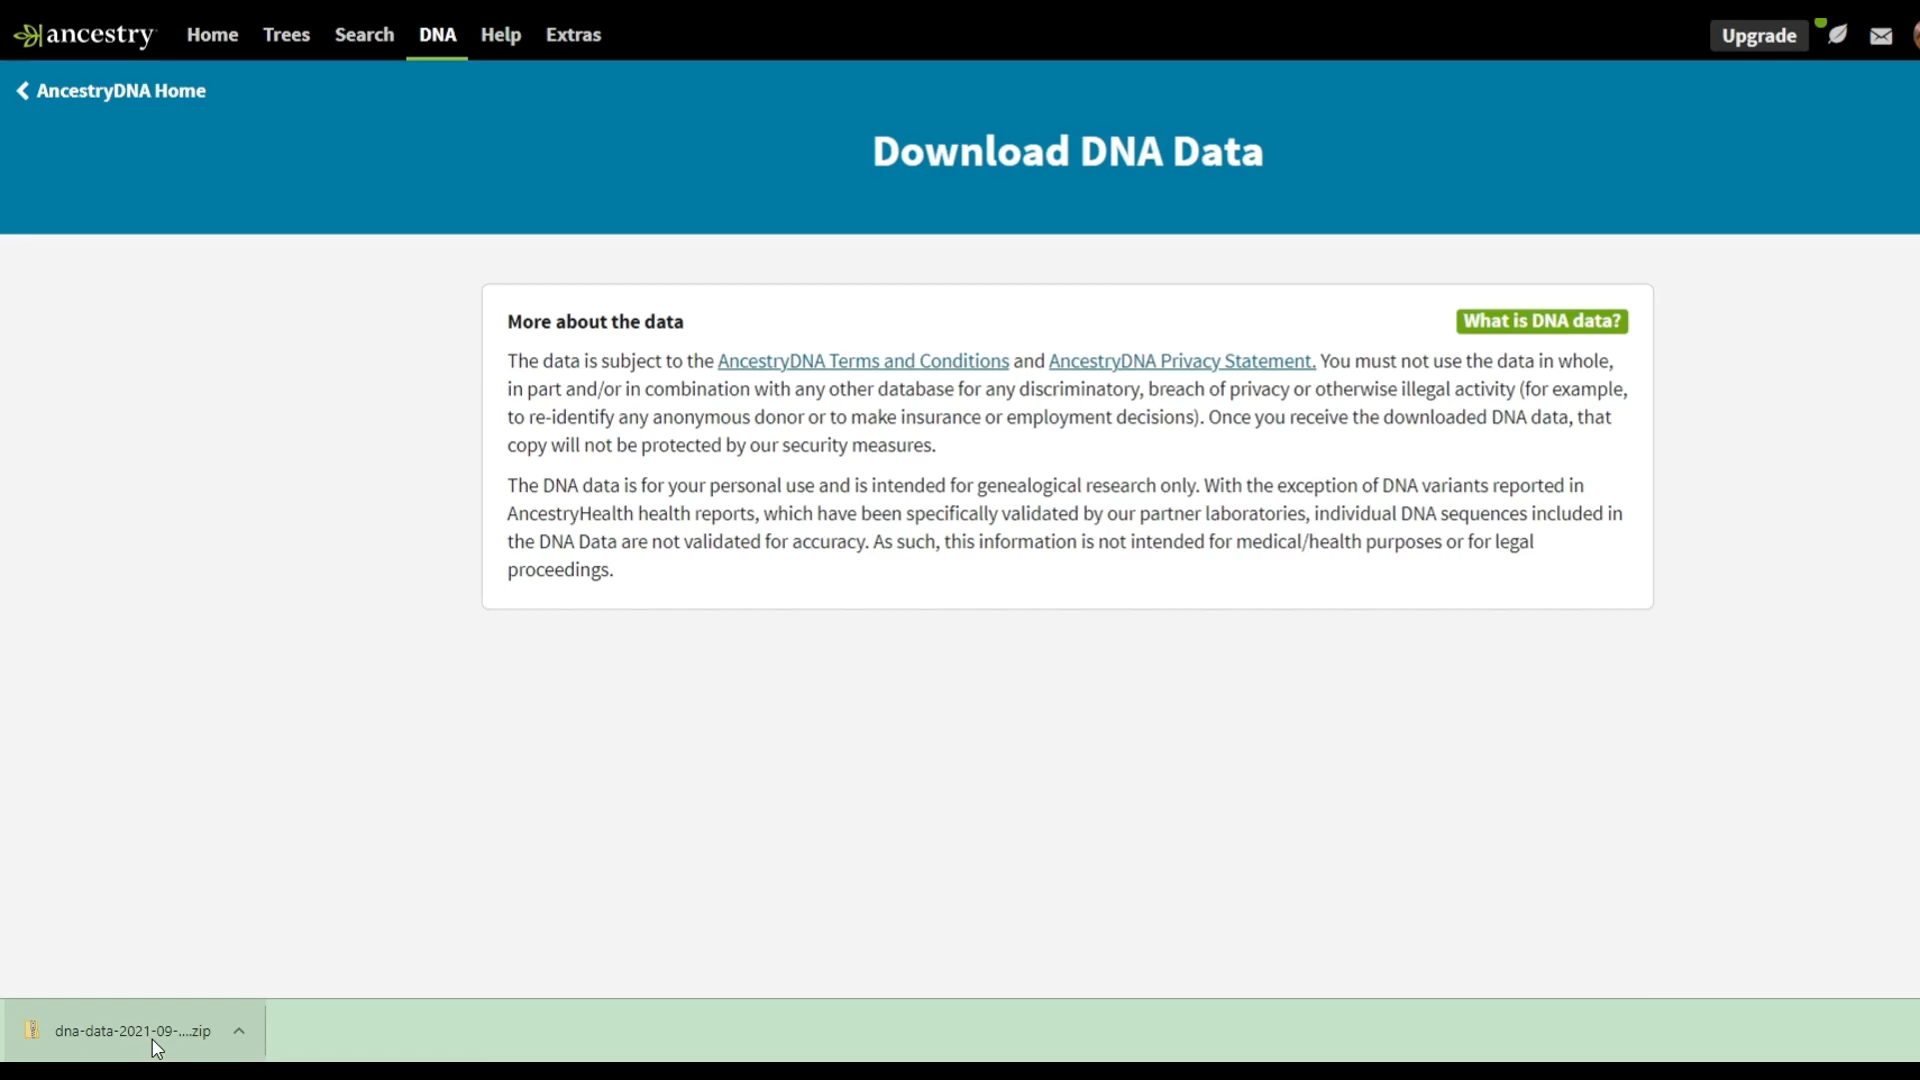 ancestry Home Trees Search DNA Help Extras Upgrade
AncestryDNA Home
Download DNA Data
More about the data What is DNA data?
The data is subject to the AncestryDNA Terms and Conditions and AncestryDNA Privacy Statement. You must not use the data in whole,
in part and/or in combination with any other database for any discriminatory, breach of privacy or otherwise illegal activity (for example,
to re-identify any anonymous donor or to make insurance or employment decisions). Once you receive the downloaded DNA data, that
copy will not be protected by our security measures.
The DNA data is for your personal use and is intended for genealogical research only. With the exception of DNA variants reported in
AncestryHealth health reports, which have been specifically validated by our partner laboratories, individual DNA sequences included in
the DNA Data are not validated for accuracy. As such, this information is not intended for medical/health purposes or for legal
proceedings.
dna-data-2021-09-....zip